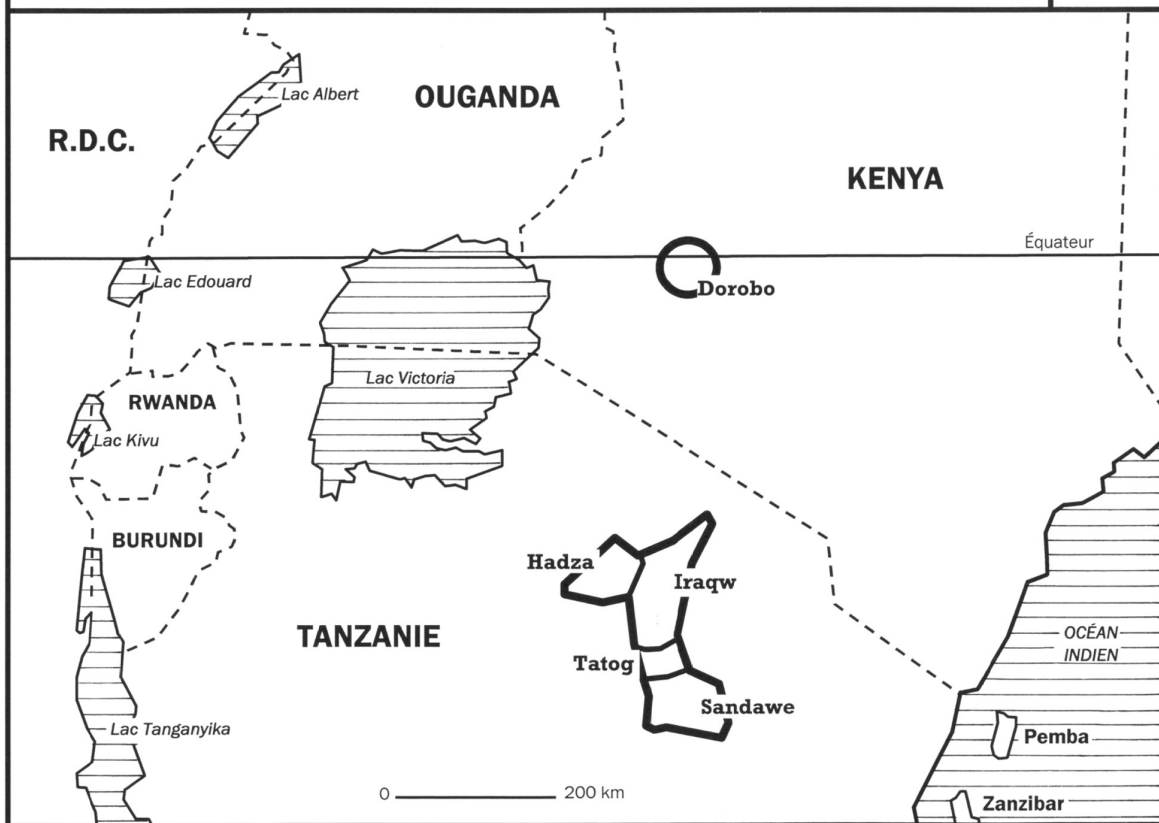 Lac Albert
OUGANDA
R.D.C.
KENYA
Équateur
Lac Edouard
Dorobo
Lac Victoria
RWANDA
Lac Kivu
BURUNDI
Hadza
Iraqw
TANZANIE
OCÉAN
INDIEN
Tatog
Sandawe
Lac Tanganyika
Pemba
0 200 km
Zanzibar